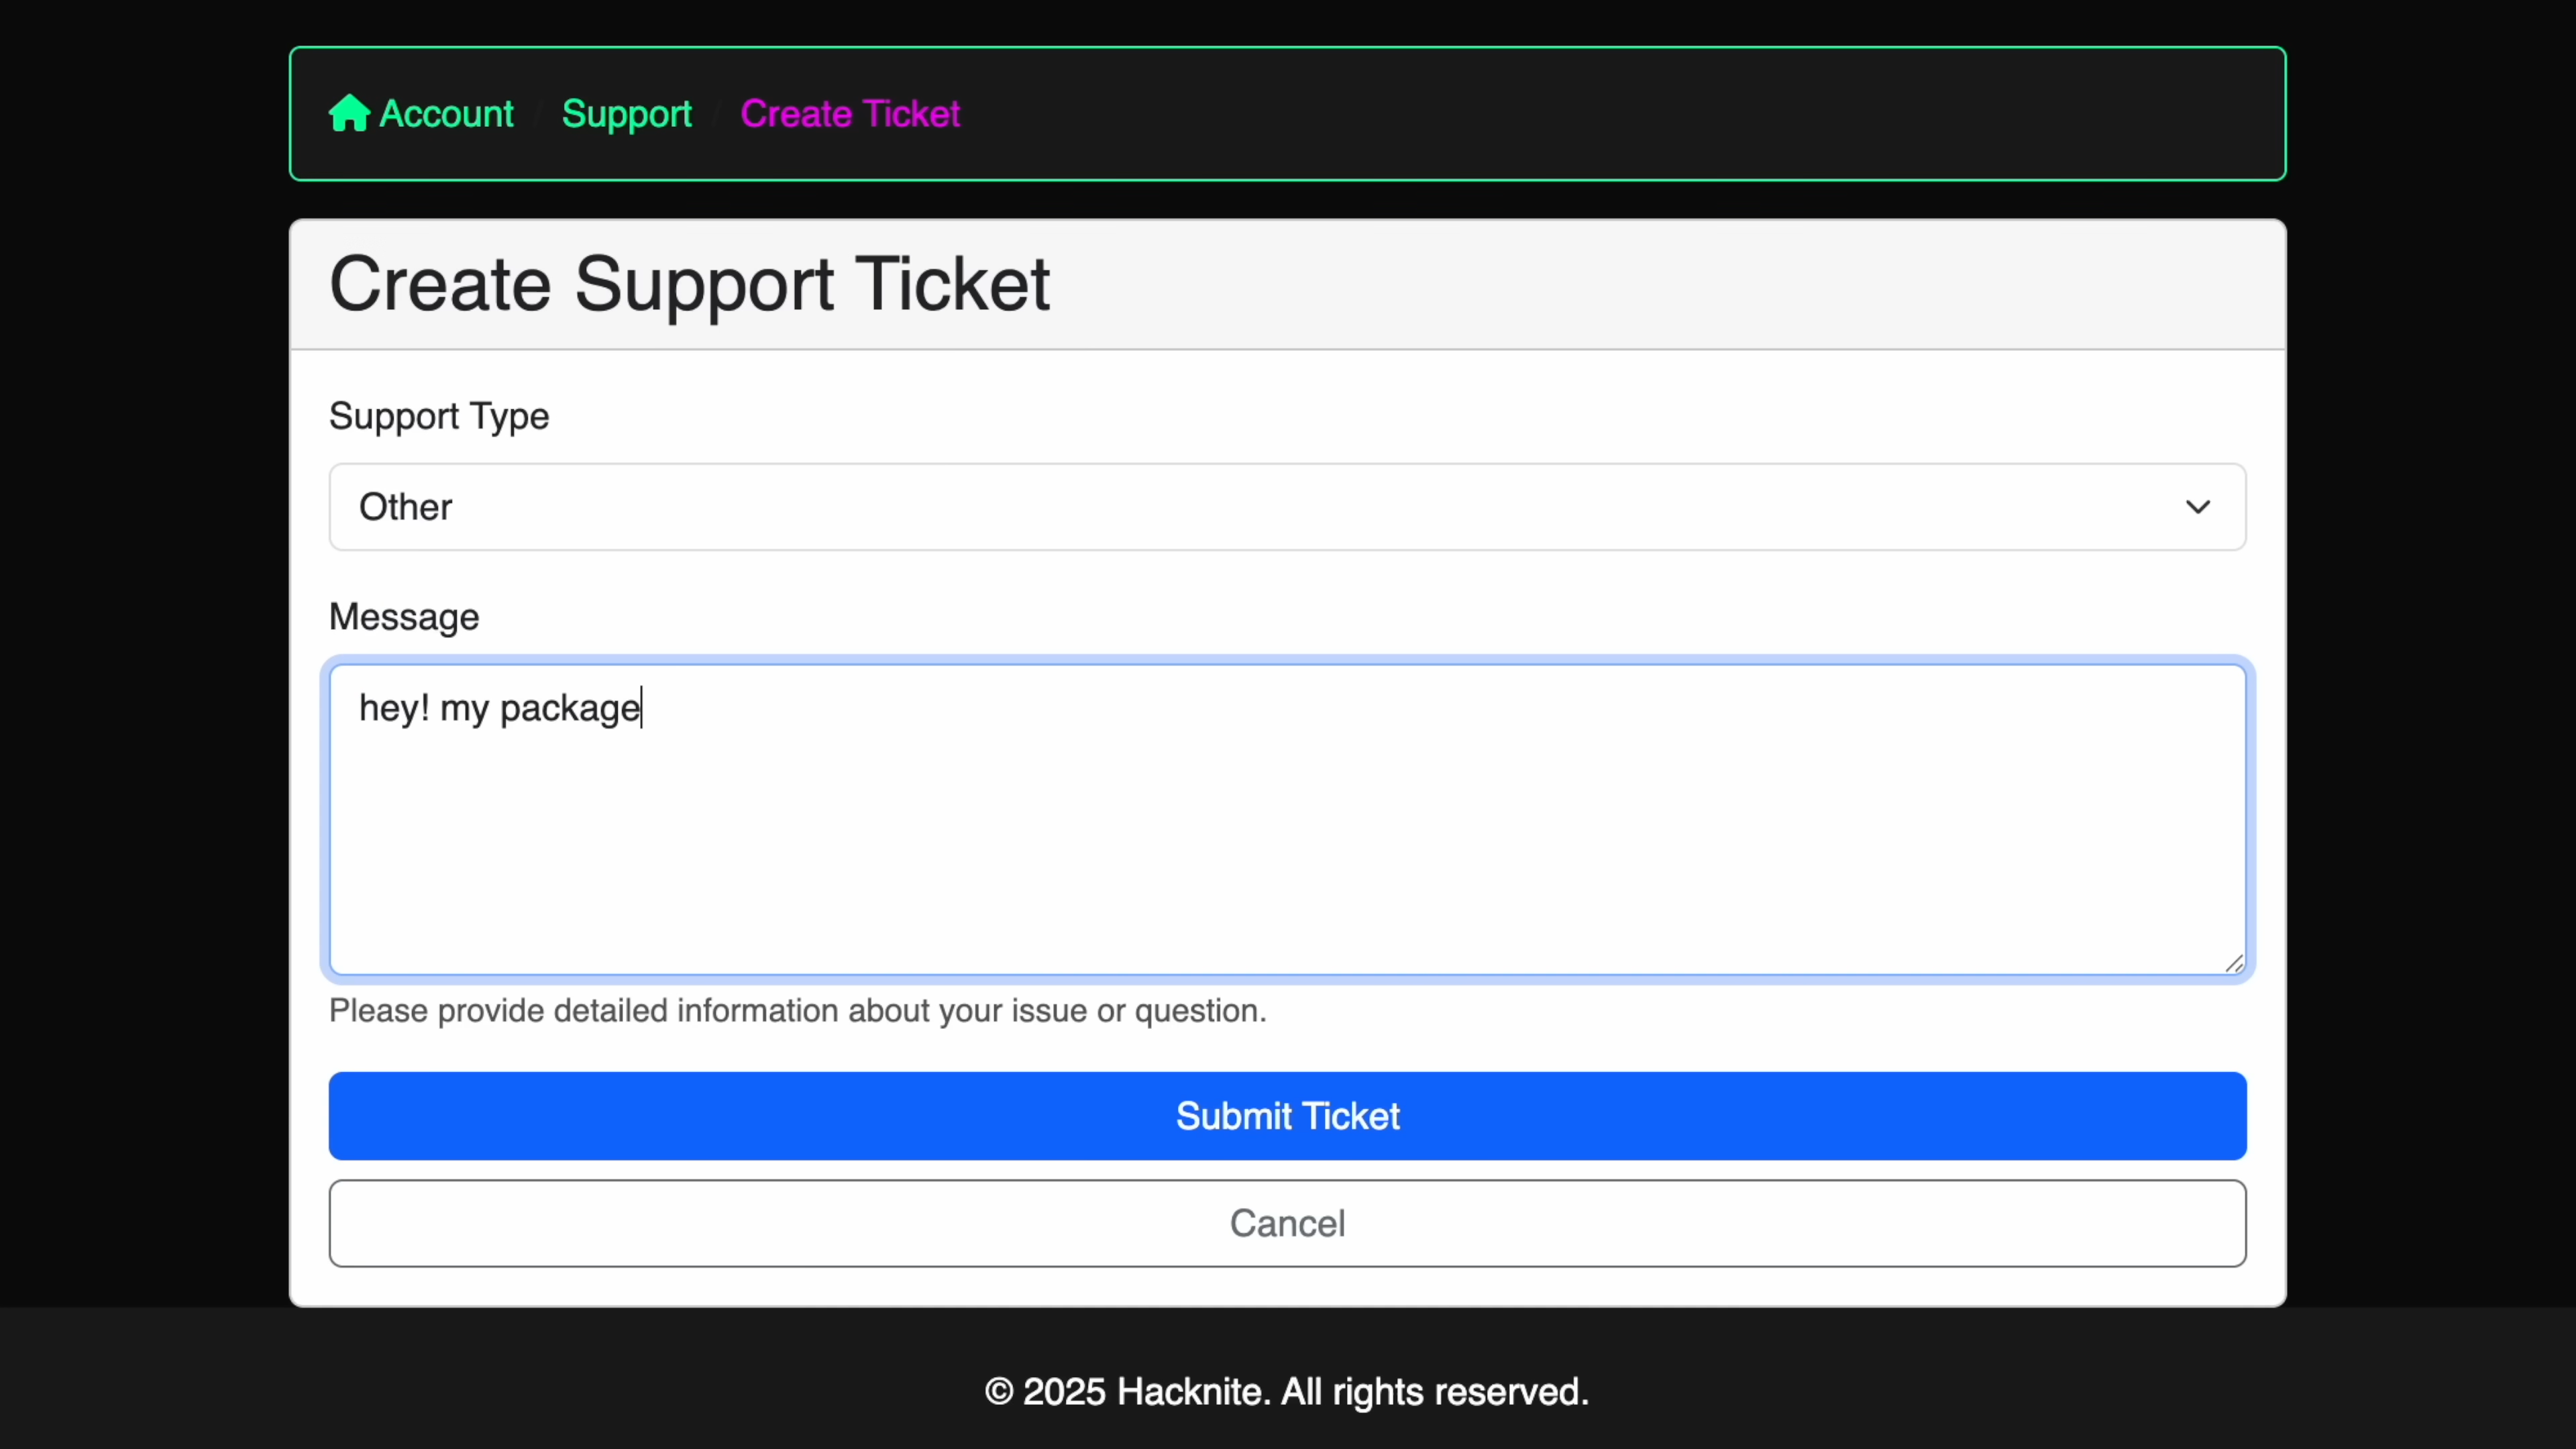 Account / Support / Create Ticket
Create Support Ticket
Support Type
Other
Message
hey! my package
Please provide detailed information about your issue or question.
Submit Ticket
Cancel
© 2025 Hacknite. All rights reserved.